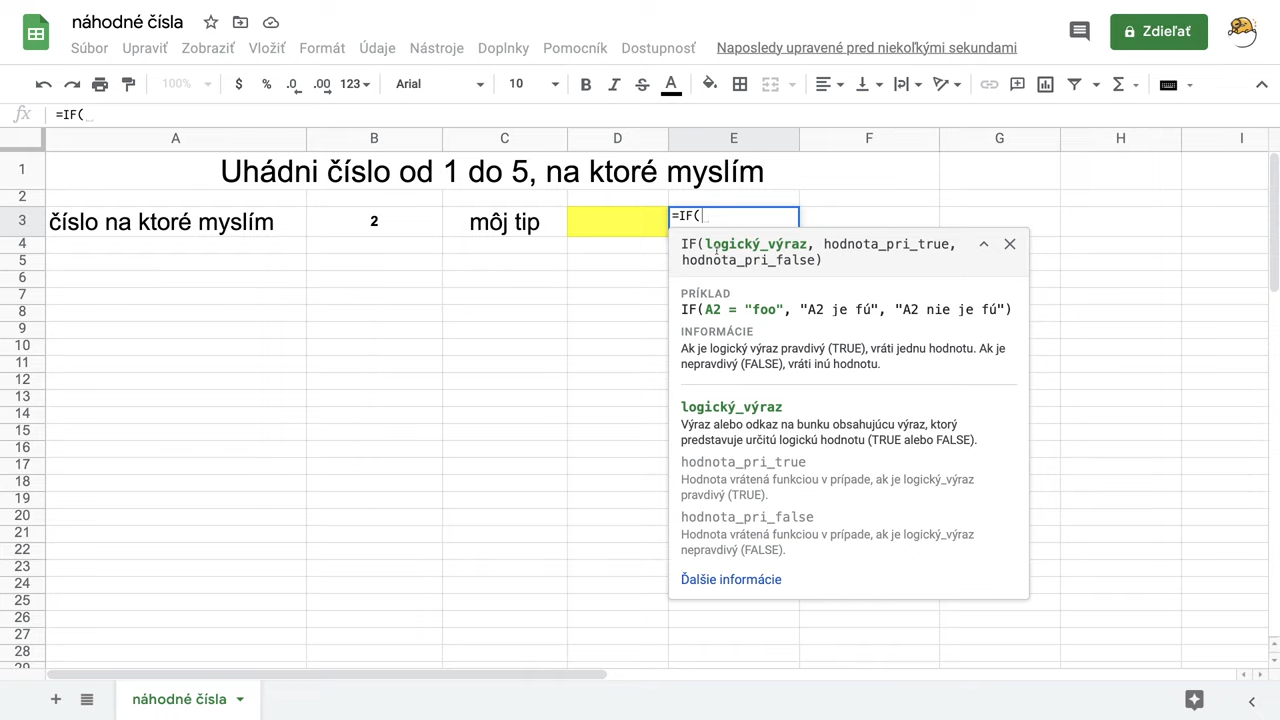 náhodné čísla
Súbor Upraviť Zobraziť Vložiť Formát Údaje Nástroje Doplnky Pomocník Dostupnosť Naposledy upravené pred niekoľkými sekundami
Zdieľať
100% $ % .0 .00 123 Arial 10 B I S A Σ
fx =IF(
A B C D E F G H I
1 Uhádni číslo od 1 do 5, na ktoré myslím
2
3 číslo na ktoré myslím 2 môj tip =IF(
4
5
6
7
8
9
10
11
12
13
14
15
16
17
18
19
20
21
22
23
24
25
26
27
28
29
IF(logický_výraz, hodnota_pri_true,
hodnota_pri_false)
PRÍKLAD
IF(A2 = "foo", "A2 je fú", "A2 nie je fú")
INFORMÁCIE
Ak je logický výraz pravdivý (TRUE), vráti jednu hodnotu. Ak je
nepravdivý (FALSE), vráti inú hodnotu.
logický_výraz
Výraz alebo odkaz na bunku obsahujúcu výraz, ktorý
predstavuje určitú logickú hodnotu (TRUE alebo FALSE).
hodnota_pri_true
Hodnota vrátená funkciou v prípade, ak je logický_výraz
pravdivý (TRUE).
hodnota_pri_false
Hodnota vrátená funkciou v prípade, ak je logický_výraz
nepravdivý (FALSE).
Ďalšie informácie
náhodné čísla